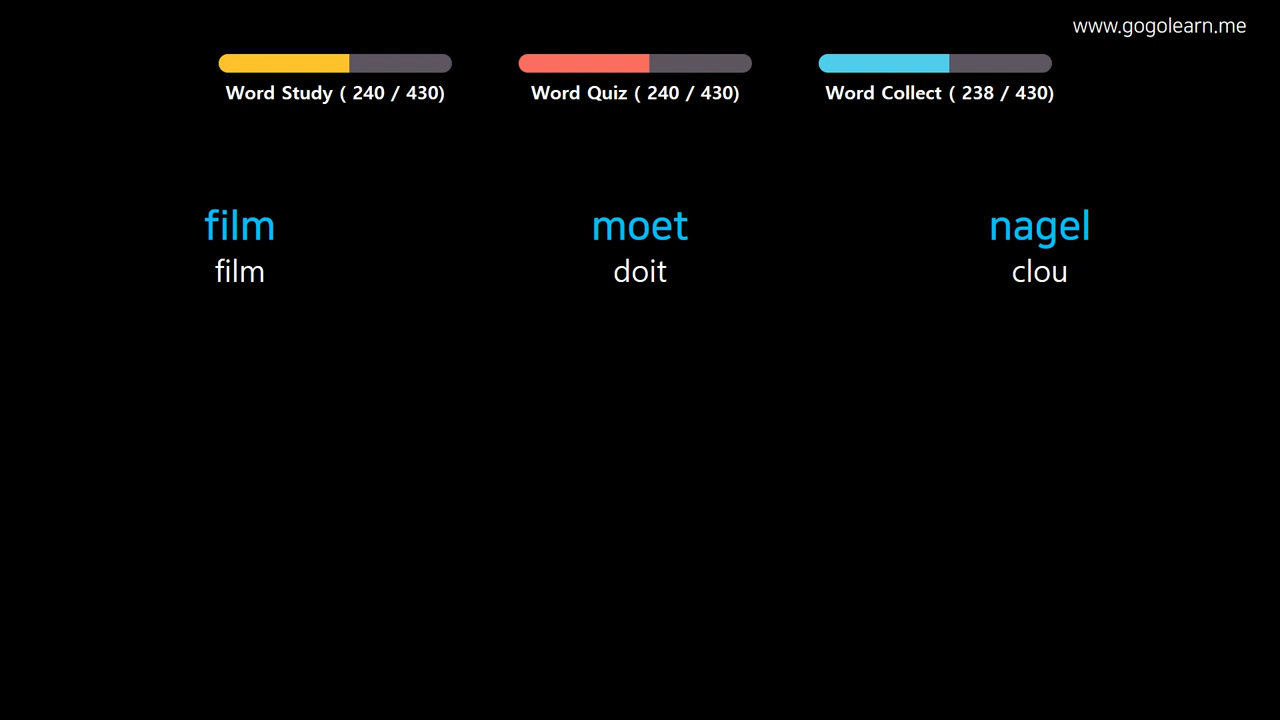 www.gogolearn.me
Word Study ( 240 / 430)
Word Quiz ( 240 / 430)
Word Collect ( 238 / 430)
film
film
moet
doit
nagel
clou